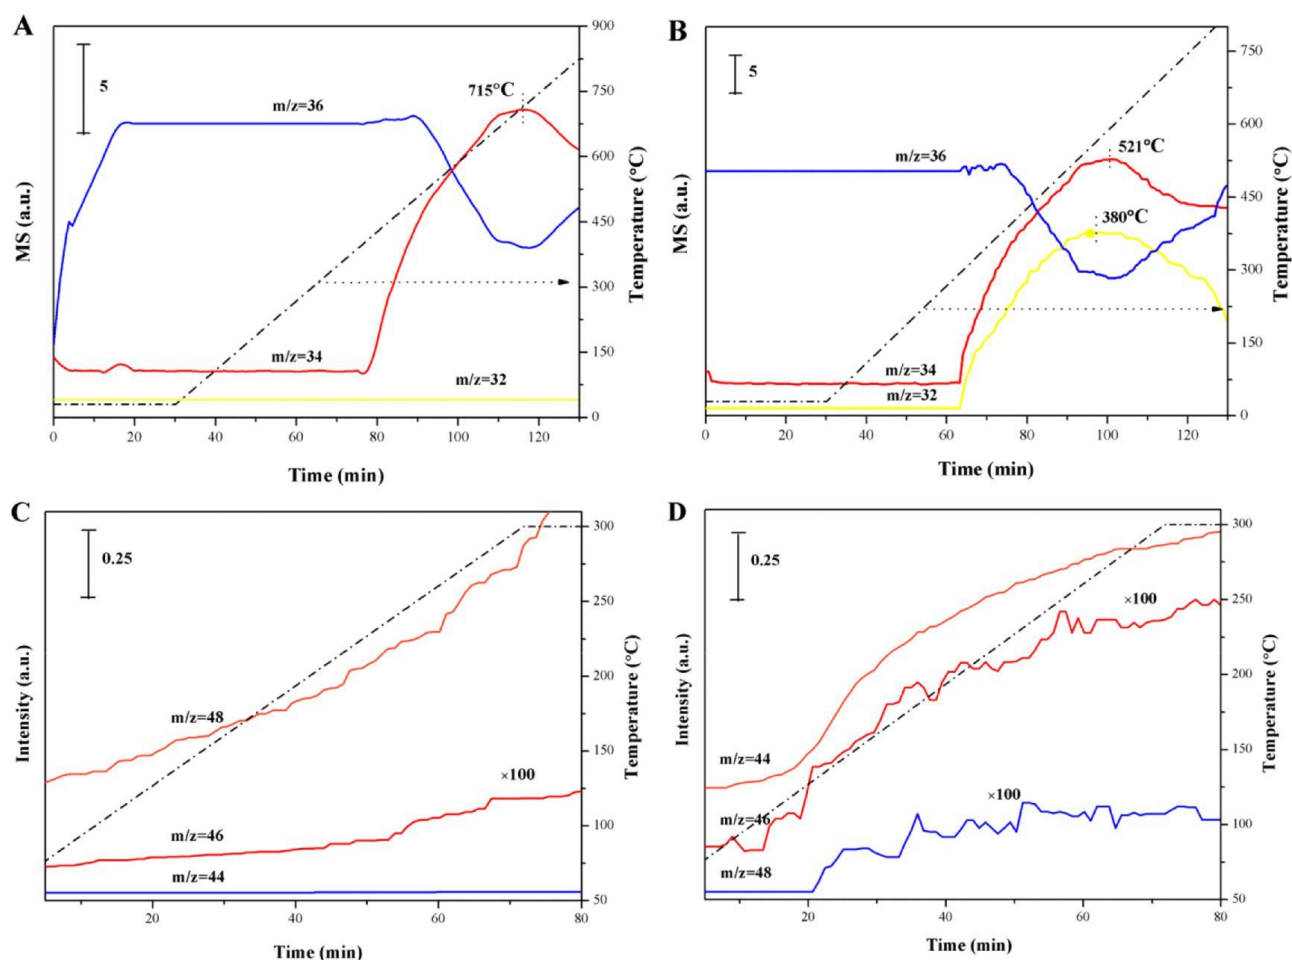 A
MS (a.u.)
5
m/z=36
715°C
m/z=34
m/z=32
900
750
600
450
300
150
0
Temperature (°C)
0 20 40 60 80 100 120
Time (min)
B
MS (a.u.)
5
m/z=36
521°C
380°C
m/z=34
m/z=32
750
600
450
300
150
0
Temperature (°C)
0 20 40 60 80 100 120
Time (min)
C
Intensity (a.u.)
0.25
m/z=48
×100
m/z=46
m/z=44
300
250
200
150
100
50
Temperature (°C)
20 40 60 80
Time (min)
D
Intensity (a.u.)
0.25
×100
m/z=44
×100
m/z=46
m/z=48
300
250
200
150
100
50
Temperature (°C)
20 40 60 80
Time (min)